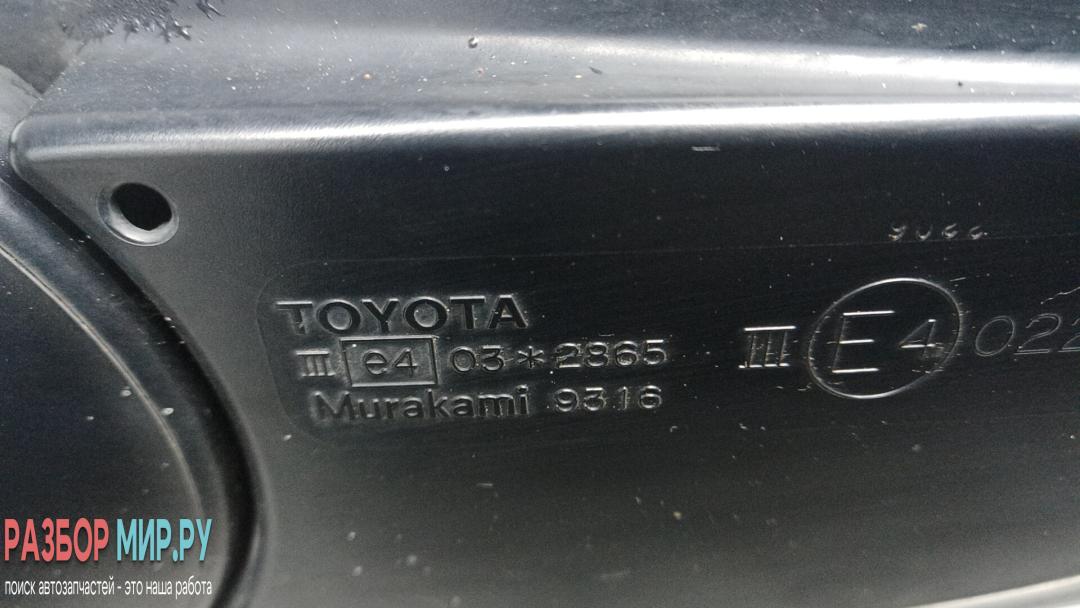 TOYOTA
III e4 03*2865
Murakami 9316
III E4 022
РАЗБОР МИР.РУ
поиск автозапчастей - это наша работа